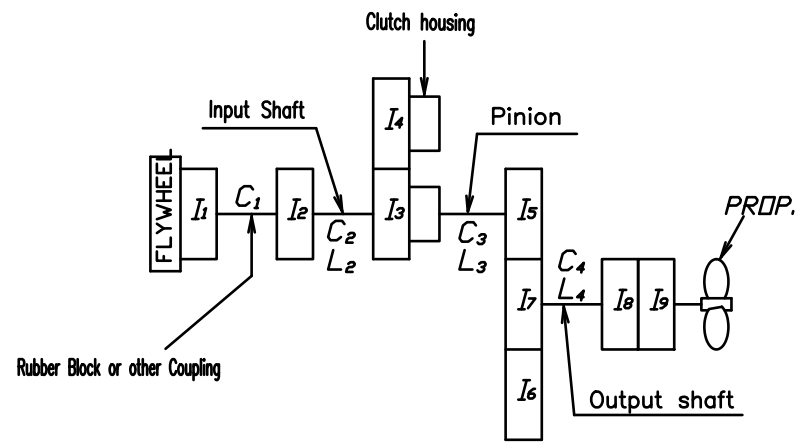 Clutch housing
Input Shaft
Pinion
PROP.
FLYWHEEL
I1
C1
I2
C2
L2
I4
I3
C3
L3
I5
I7
I6
C4
L4
I8
I9
Rubber Block or other Coupling
Output shaft